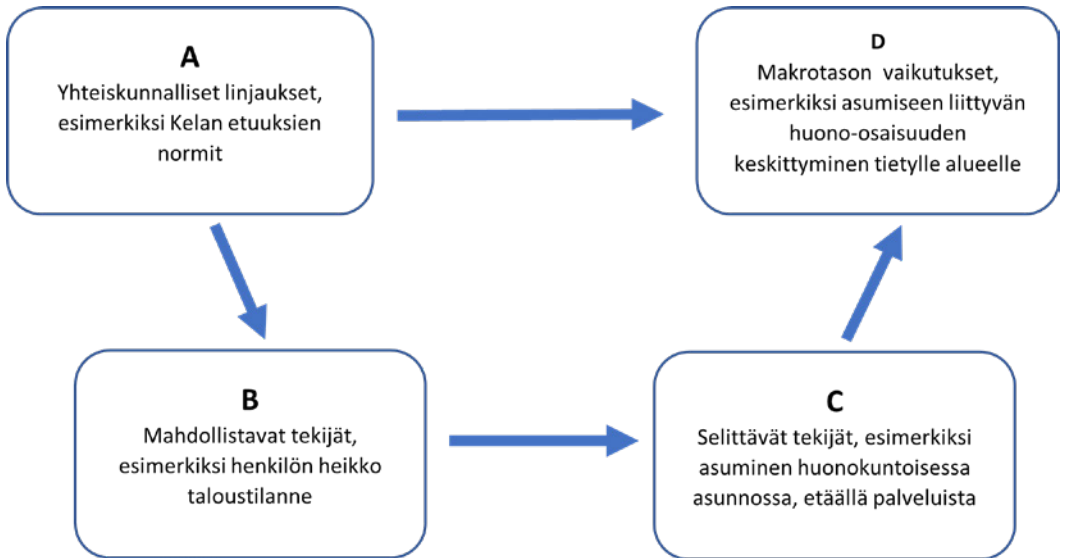 A
Yhteiskunnalliset linjaukset,
esimerkiksi Kelan etuuksien
normit
D
Makrotason vaikutukset,
esimerkiksi asumiseen liittyvän
huono-osaisuuden
keskittyminen tietylle alueelle
B
Mahdollistavat tekijät,
esimerkiksi henkilön heikko
taloustilanne
C
Selittävät tekijät, esimerkiksi
asuminen huonokuntoisessa
asunnossa, etäällä palveluista